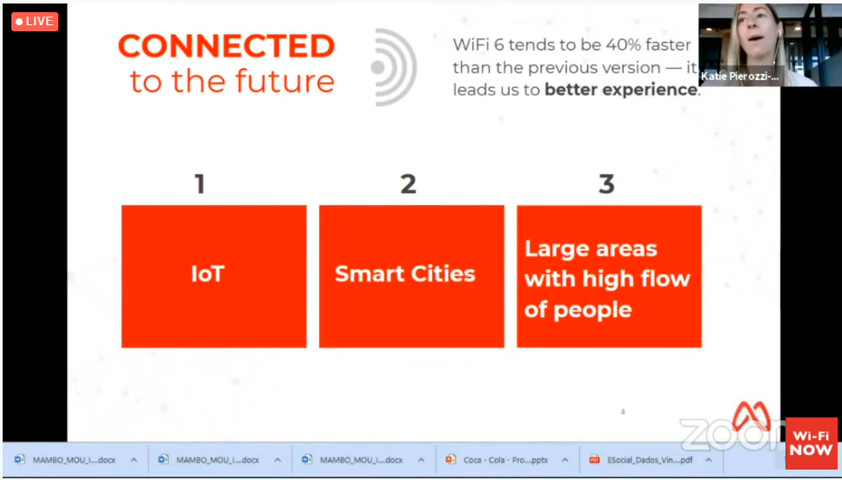 LIVE
CONNECTED
to the future
WiFi 6 tends to be 40% faster
than the previous version — it
leads us to better experience.
Katie Pierozzi-...
1
2
3
IoT
Smart Cities
Large areas
with high flow
of people
4
zoom
Wi-Fi
NOW
MAMBO_MOU_I....docx
MAMBO_MOU_I....docx
MAMBO_MOU_I....docx
Coca - Cola - Pro....pptx
ESocial_Dados_Vin....pdf